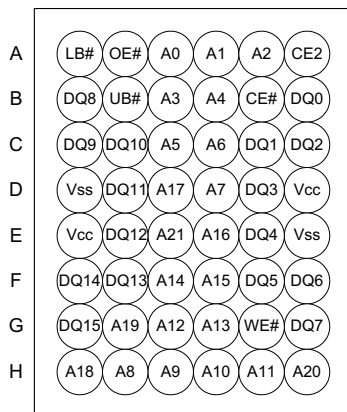 A LB# OE# A0 A1 A2 CE2
B DQ8 UB# A3 A4 CE# DQ0
C DQ9 DQ10 A5 A6 DQ1 DQ2
D Vss DQ11 A17 A7 DQ3 Vcc
E Vcc DQ12 A21 A16 DQ4 Vss
F DQ14 DQ13 A14 A15 DQ5 DQ6
G DQ15 A19 A12 A13 WE# DQ7
H A18 A8 A9 A10 A11 A20